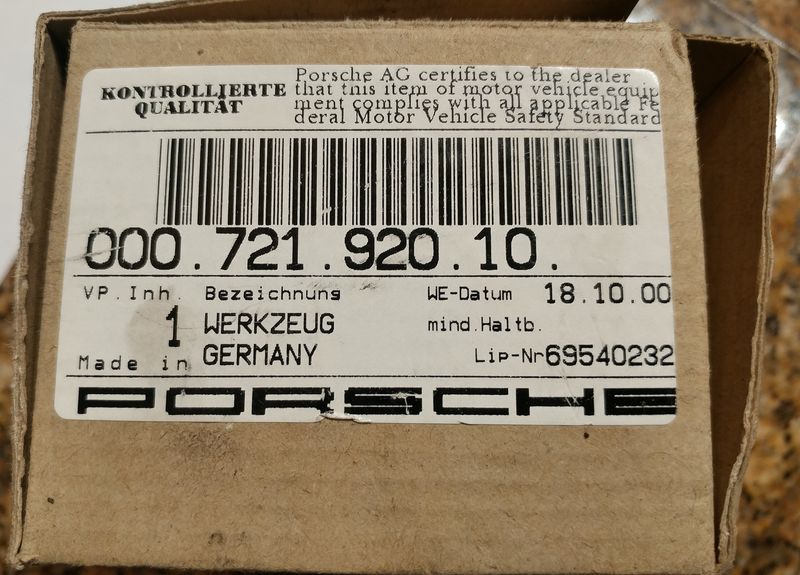 KONTROLLIERTE
QUALITÄT
Porsche AG certifies to the dealer
that this item of motor vehicle equip
ment complies with all applicable Fe
deral Motor Vehicle Safety Standard
000.721.920.10.
VP.Inh. Bezeichnung WE-Datum 18.10.00
1 WERKZEUG mind.Haltb.
Made in GERMANY Lip-Nr69540232
PORSCHE